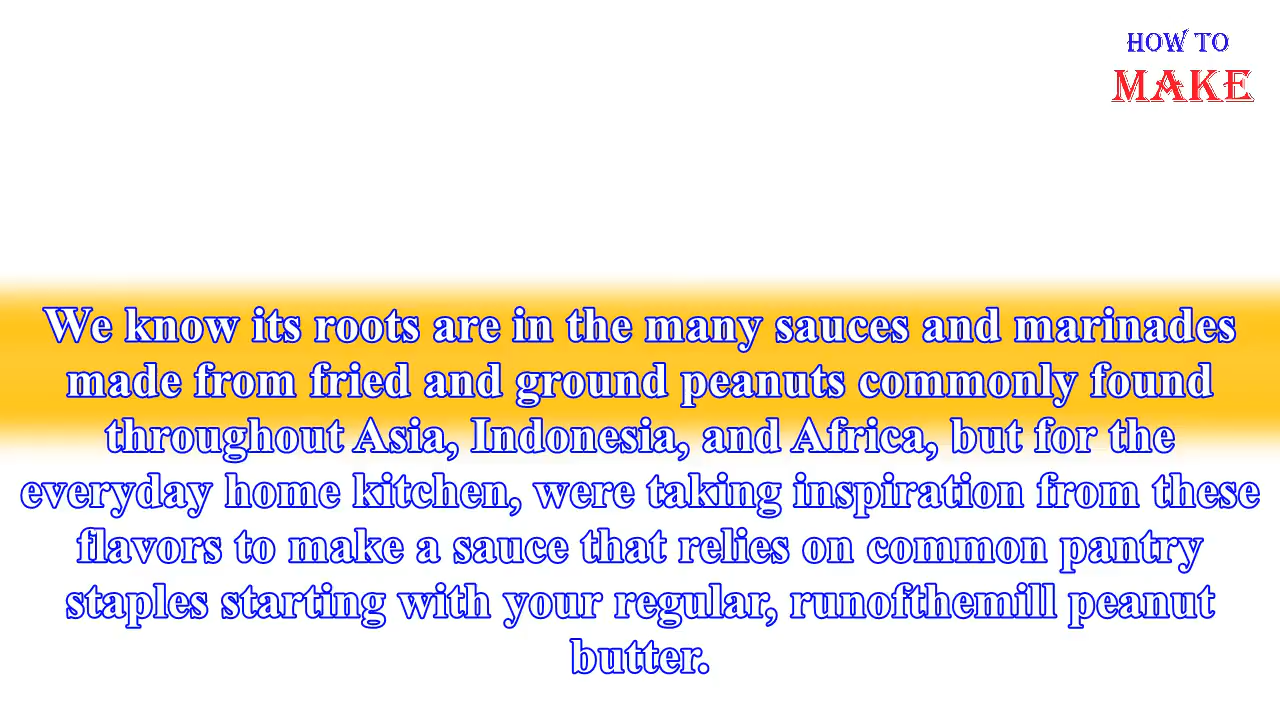 HOW TO
MAKE
We know its roots are in the many sauces and marinades
made from fried and ground peanuts commonly found
throughout Asia, Indonesia, and Africa, but for the
everyday home kitchen, were taking inspiration from these
flavors to make a sauce that relies on common pantry
staples starting with your regular, runofthemill peanut
butter.